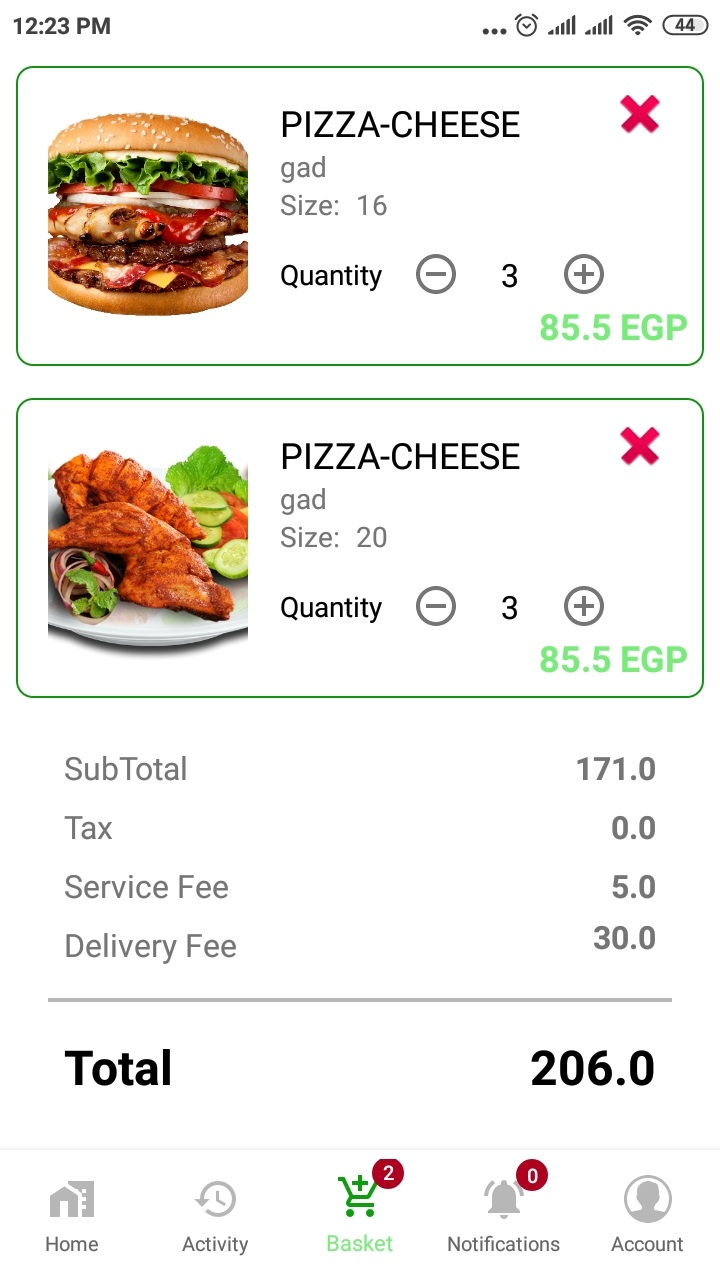 12:23 PM
44
PIZZA-CHEESE
gad
Size: 16
Quantity 3
85.5 EGP
PIZZA-CHEESE
gad
Size: 20
Quantity 3
85.5 EGP
SubTotal 171.0
Tax 0.0
Service Fee 5.0
Delivery Fee 30.0
Total 206.0
2
0
Home Activity Basket Notifications Account